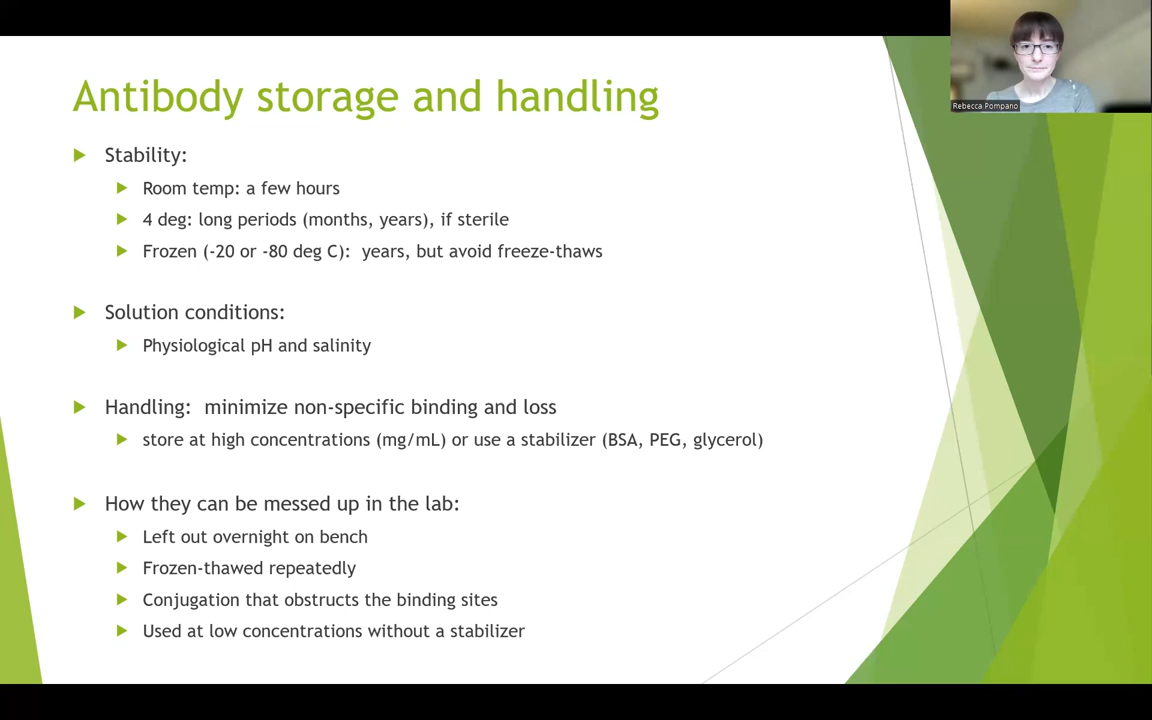 Rebecca Pompano
Antibody storage and handling
Stability:
Room temp: a few hours
4 deg: long periods (months, years), if sterile
Frozen (-20 or -80 deg C):  years, but avoid freeze-thaws
Solution conditions:
Physiological pH and salinity
Handling:  minimize non-specific binding and loss
store at high concentrations (mg/mL) or use a stabilizer (BSA, PEG, glycerol)
How they can be messed up in the lab:
Left out overnight on bench
Frozen-thawed repeatedly
Conjugation that obstructs the binding sites
Used at low concentrations without a stabilizer